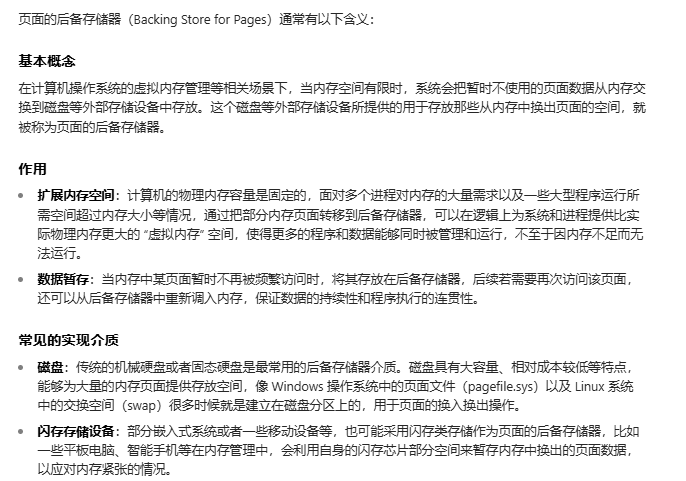 页面的后备存储器（Backing Store for Pages）通常有以下含义：
基本概念
在计算机操作系统的虚拟内存管理等相关场景下，当内存空间有限时，系统会把暂时不使用的页面数据从内存交
换到磁盘等外部存储设备中存放。这个磁盘等外部存储设备所提供的用于存放那些从内存中换出页面的空间，就
被称为页面的后备存储器。
作用
• 扩展内存空间：计算机的物理内存容量是固定的，面对多个进程对内存的大量需求以及一些大型程序运行所
需空间超过内存大小等情况，通过把部分内存页面转移到后备存储器，可以在逻辑上为系统和进程提供比实
际物理内存更大的 “虚拟内存” 空间，使得更多的程序和数据能够同时被管理和运行，不至于因内存不足而无
法运行。
• 数据暂存：当内存中某页面暂时不再被频繁访问时，将其存放在后备存储器，后续若需要再次访问该页面，
还可以从后备存储器中重新调入内存，保证数据的持续性和程序执行的连贯性。
常见的实现介质
• 磁盘：传统的机械硬盘或者固态硬盘是最常用的后备存储器介质。磁盘具有大容量、相对成本较低等特点，
能够为大量的内存页面提供存放空间，像 Windows 操作系统中的页面文件（pagefile.sys）以及 Linux 系统
中的交换空间（swap）很多时候就是建立在磁盘分区上的，用于页面的换入换出操作。
• 闪存存储设备：部分嵌入式系统或者一些移动设备等，也可能采用闪存类存储作为页面的后备存储器，比如
一些平板电脑、智能手机等在内存管理中，会利用自身的闪存芯片部分空间来暂存内存中换出的页面数据，
以应对内存紧张的情况。